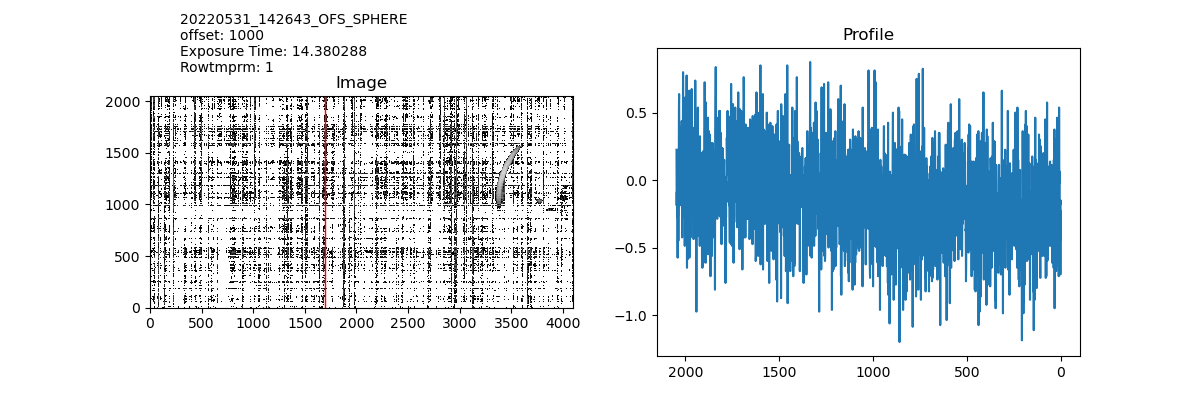 20220531_142643_OFS_SPHERE
offset: 1000
Exposure Time: 14.380288
Rowtmprm: 1
Image
2000
1500
1000
500
0
0 500 1000 1500 2000 2500 3000 3500 4000
Profile
0.5
0.0
−0.5
−1.0
2000 1500 1000 500 0